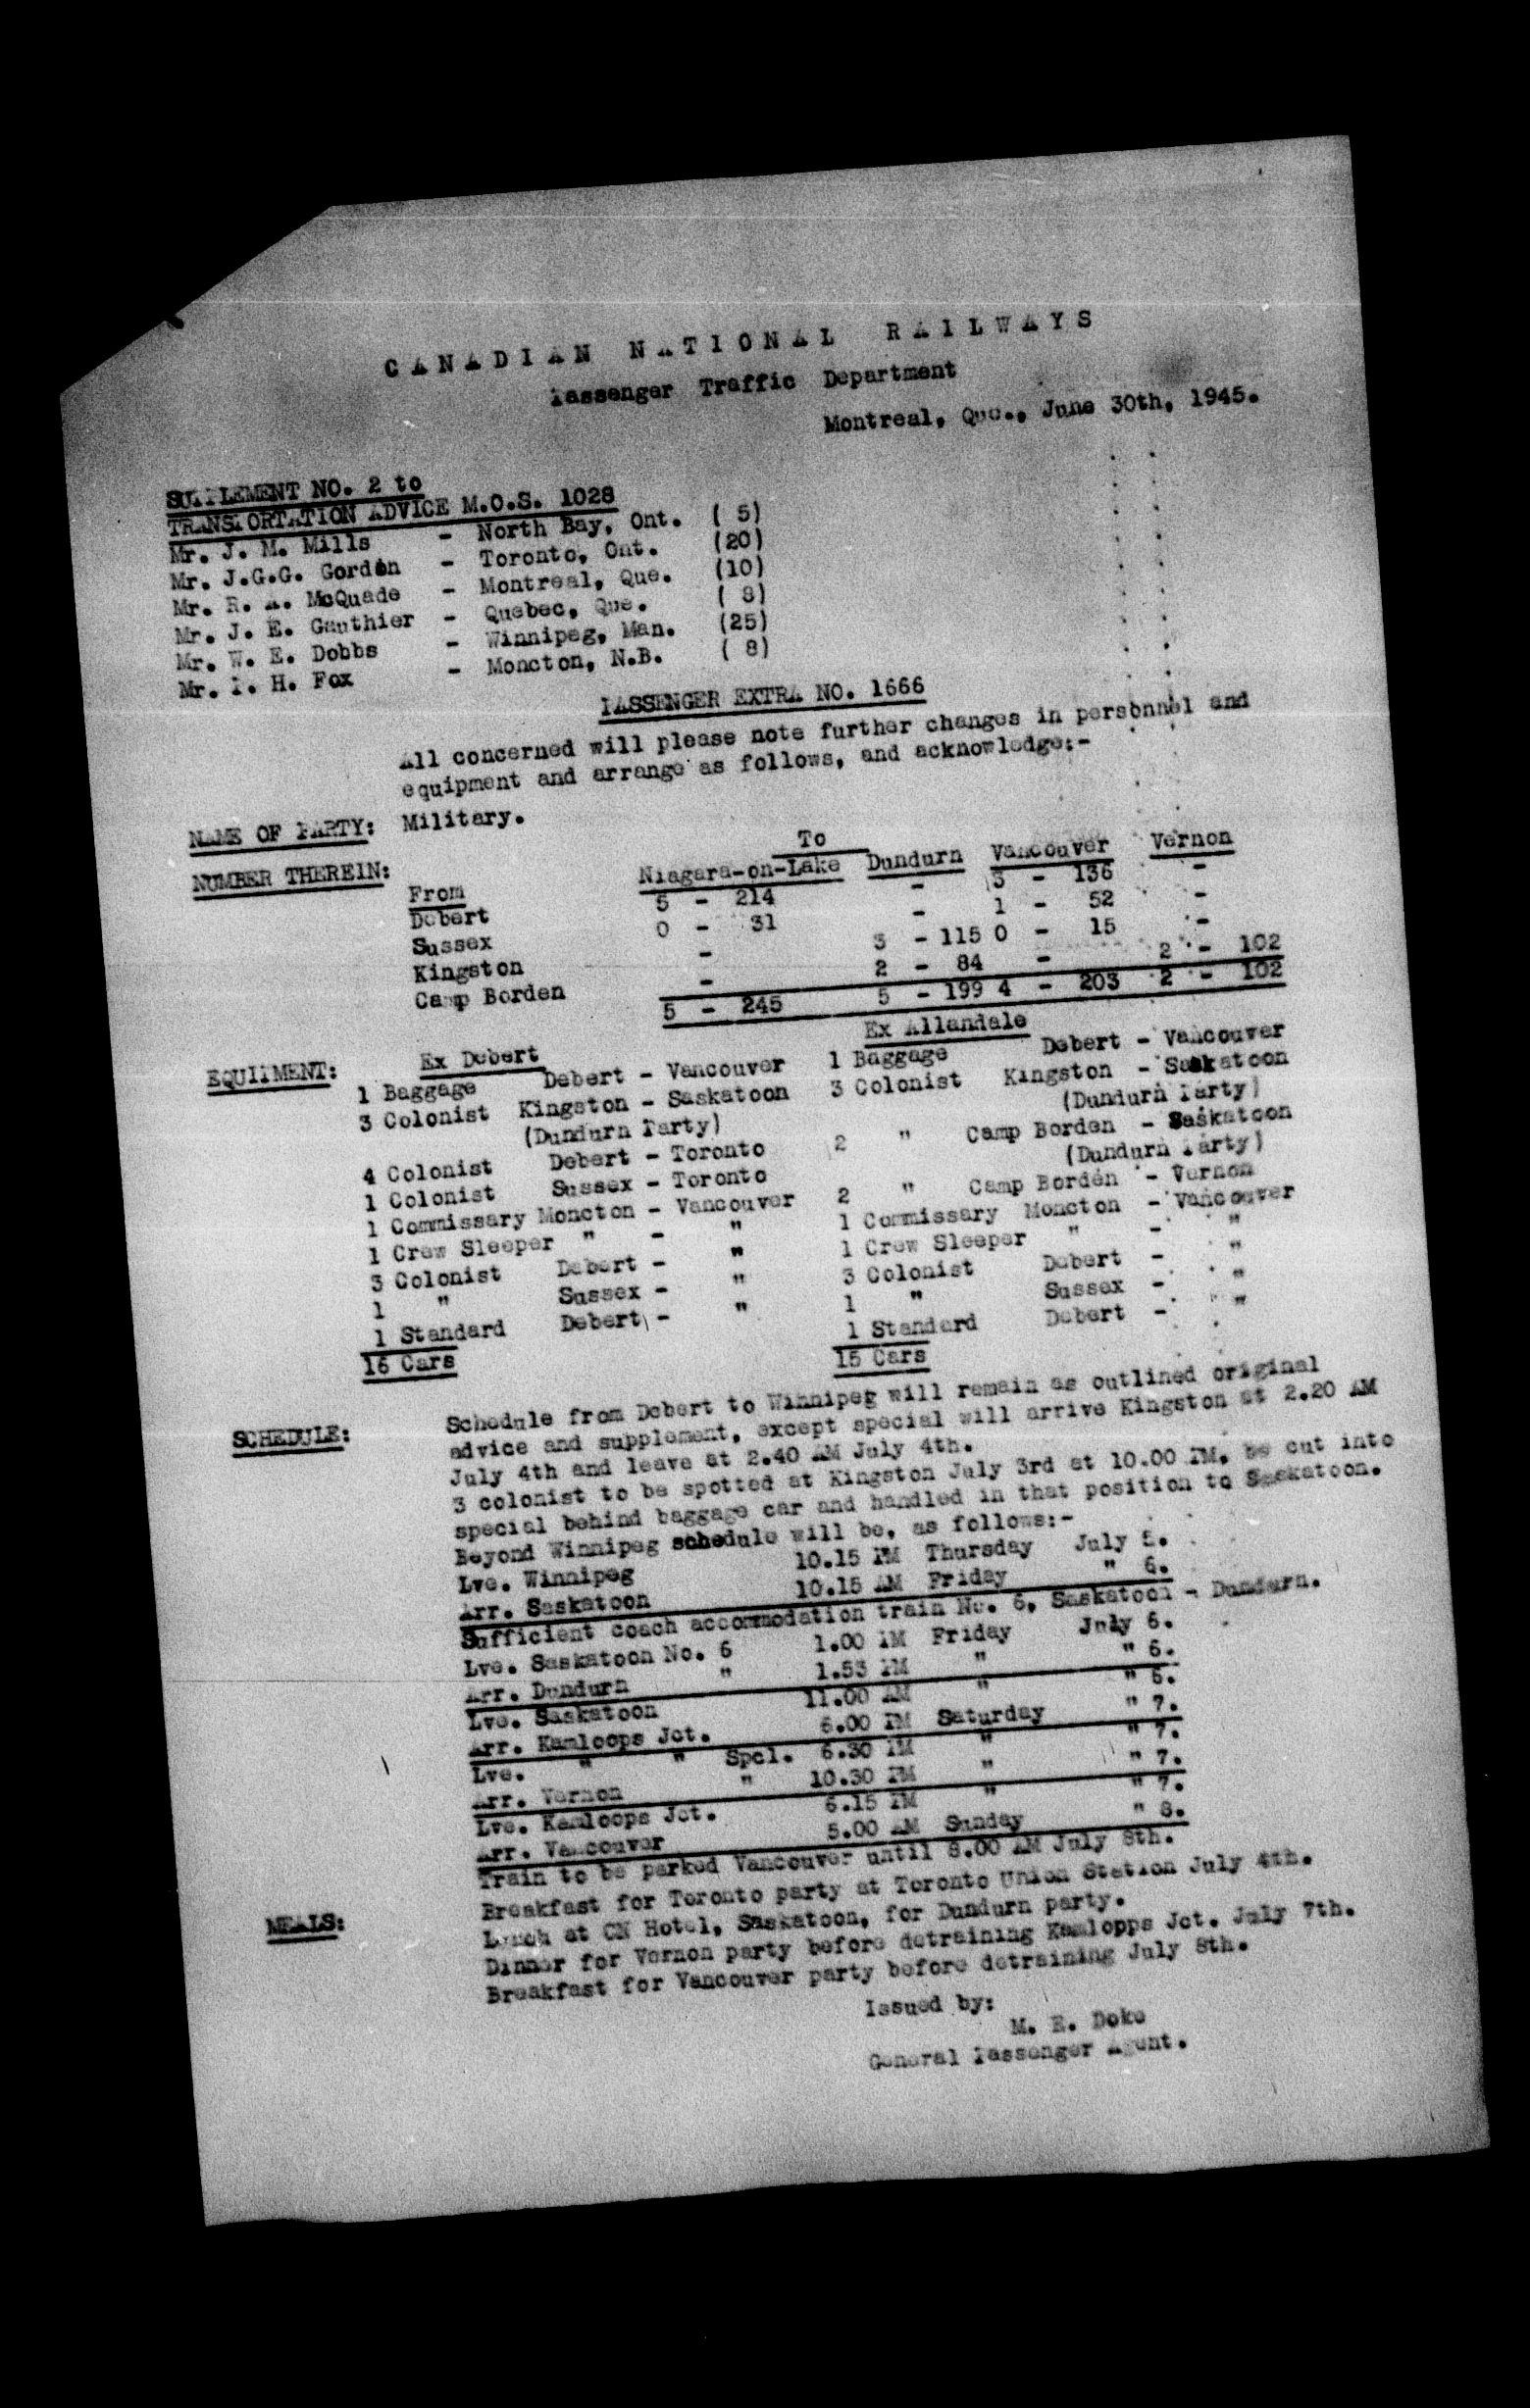 CANADIAN NATIONAL RAILWAYS
Passenger Traffic Department
Montreal, Que., June 30th, 1945.
SUPPLEMENT NO. 2 to
TRANSPORTATION ADVICE M.O.S. 1028
Mr. J. M. Mills - North Bay, Ont. ( 5)
Mr. J.G.G. Gordon - Toronto, Ont. (20)
Mr. R. A. McQuade - Montreal, Que. (10)
Mr. J. E. Gauthier - Quebec, Que. ( 8)
Mr. W. E. Dobbs - Winnipeg, Man. (25)
Mr. P. H. Fox - Moncton, N.B. ( 8)
PASSENGER EXTRA NO. 1666
All concerned will please note further changes in personnel and
equipment and arrange as follows, and acknowledge:-
NAME OF PARTY: Military.
NUMBER THEREIN: To
From Niagara-on-Lake Dundurn Vancouver Vernon
Debert 5 - 214 - 3 - 136 -
Sussex 0 - 31 - 1 - 52 -
Kingston - 3 - 115 0 - 15 -
Camp Borden - 2 - 84 - 2 - 102
5 - 245 5 - 199 4 - 203 2 - 102
EQUIPMENT: Ex Debert Ex Allandale
1 Baggage Debert - Vancouver 1 Baggage Debert - Vancouver
3 Colonist Kingston - Saskatoon 3 Colonist Kingston - Saskatoon
(Dundurn Party) (Dundurn Party)
4 Colonist Debert - Toronto 2 " Camp Borden - Saskatoon
(Dundurn Party)
1 Colonist Sussex - Toronto 2 " Camp Borden - Vernon
1 Commissary Moncton - Vancouver 1 Commissary Moncton - Vancouver
1 Crew Sleeper " - " 1 Crew Sleeper " - "
3 Colonist Debert - " 3 Colonist Debert - "
1 " Sussex - " 1 " Sussex - "
1 Standard Debert - " 1 Standard Debert - "
16 Cars 15 Cars
SCHEDULE: Schedule from Debert to Winnipeg will remain as outlined original
advice and supplement, except special will arrive Kingston at 2.20 AM
July 4th and leave at 2.40 AM July 4th.
3 colonist to be spotted at Kingston July 3rd at 10.00 PM. be cut into
special behind baggage car and handled in that position to Saskatoon.
Beyond Winnipeg schedule will be, as follows:-
Lve. Winnipeg 10.15 PM Thursday July 5.
Arr. Saskatoon 10.15 AM Friday " 6.
Sufficient coach accommodation train No. 6, Saskatoon - Dundurn.
Lve. Saskatoon No. 6 1.00 PM Friday July 6.
Arr. Dundurn " 1.53 PM " " 6.
Lve. Saskatoon 11.00 AM " " 6.
Arr. Kamloops Jct. 6.00 PM Saturday " 7.
Lve. " " Spcl. 6.30 PM " " 7.
Arr. Vernon " 10.30 PM " " 7.
Lve. Kamloops Jct. 6.15 PM " " 7.
Arr. Vancouver 5.00 AM Sunday " 8.
Train to be parked Vancouver until 8.00 AM July 8th.
MEALS: Breakfast for Toronto party at Toronto Union Station July 4th.
Lunch at CN Hotel, Saskatoon, for Dundurn party.
Dinner for Vernon party before detraining Kamlopps Jct. July 7th.
Breakfast for Vancouver party before detraining July 8th.
Issued by:
M. E. Doke
General Passenger Agent.